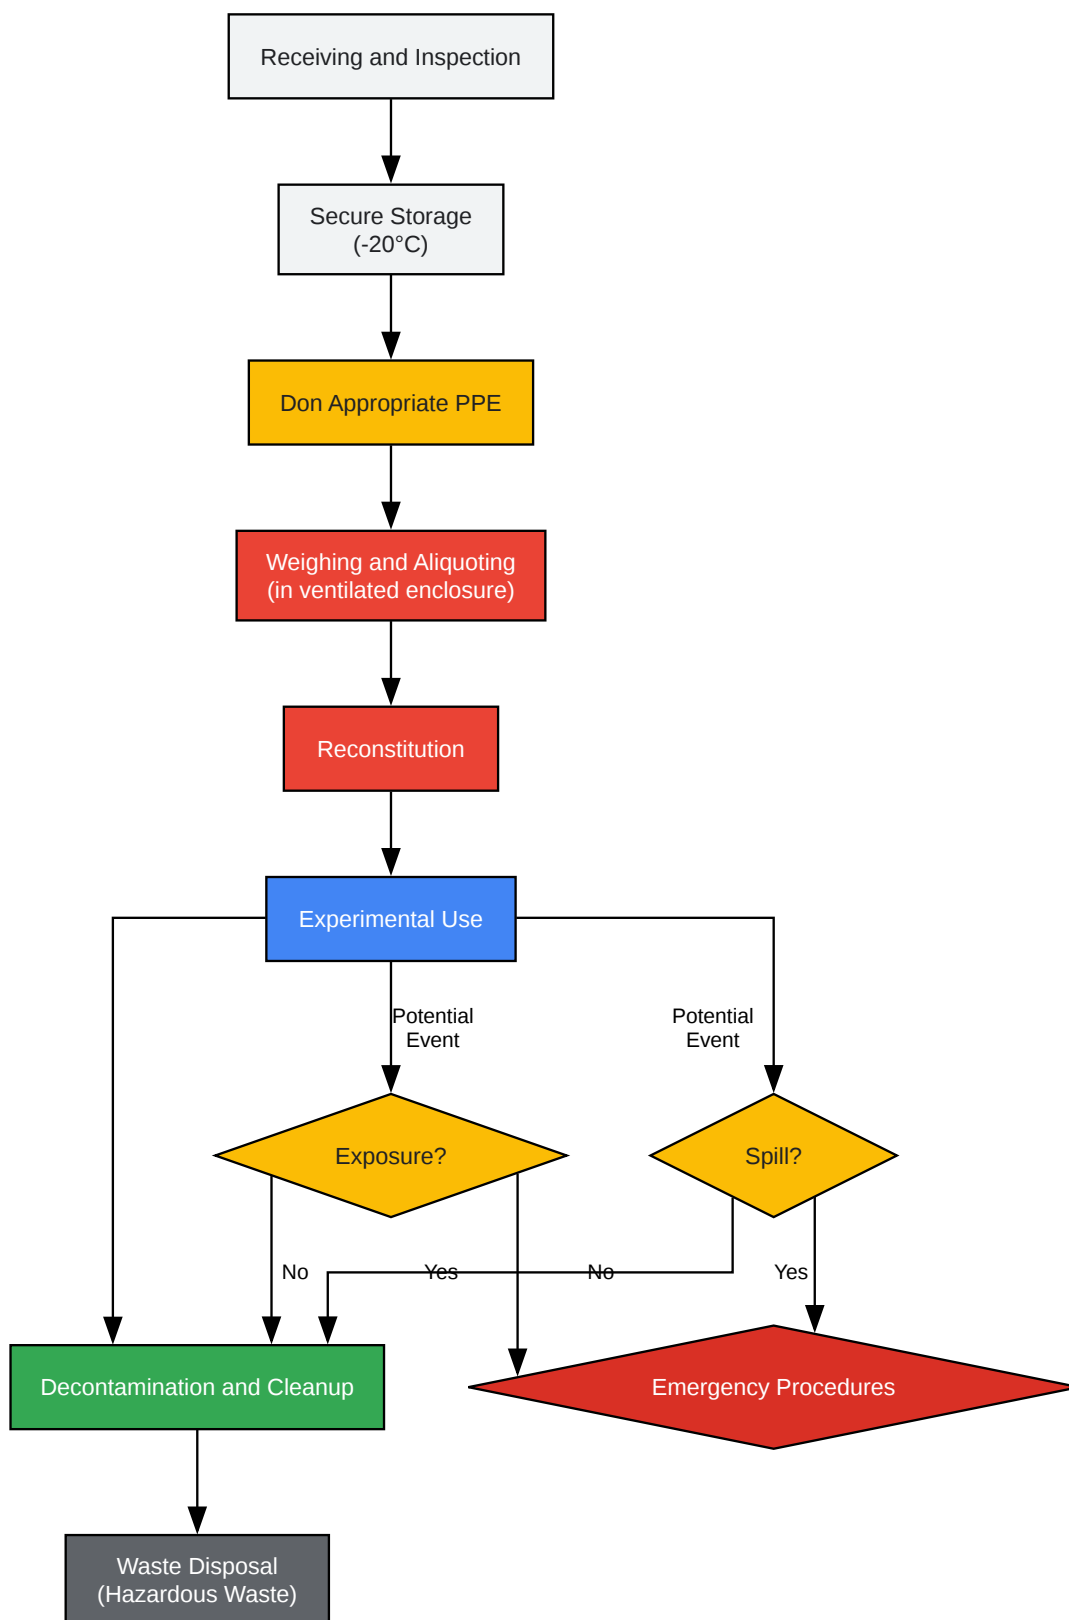 Receiving and Inspection
Secure Storage
(-20°C)
Don Appropriate PPE
Weighing and Aliquoting
(in ventilated enclosure)
Reconstitution
Experimental Use
Potential
Event
Potential
Event
Exposure?
Spill?
No
Yes
No
Yes
Decontamination and Cleanup
Emergency Procedures
Waste Disposal
(Hazardous Waste)